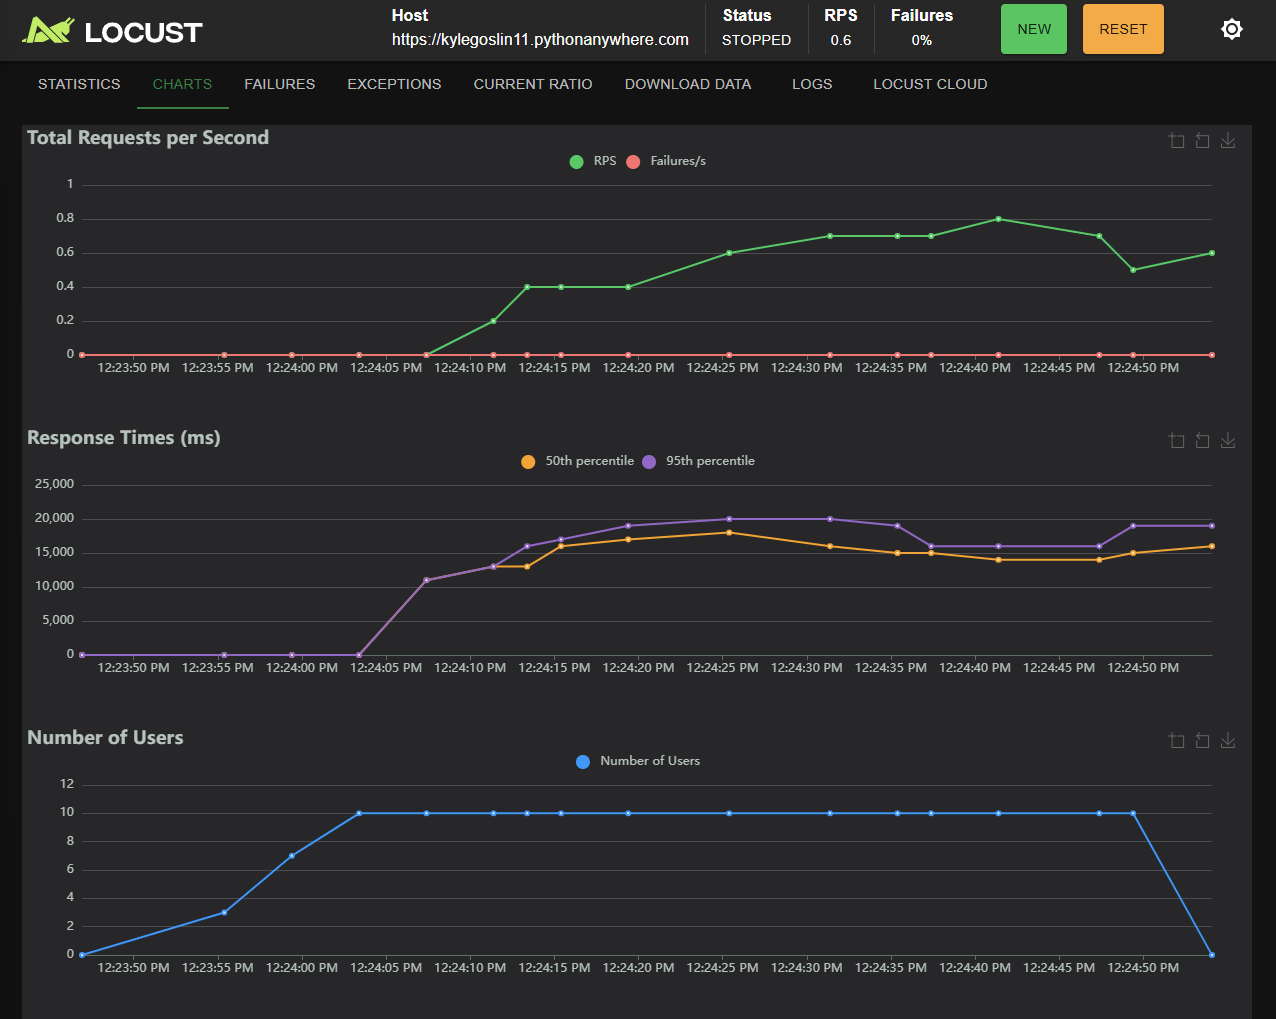 LOCUST
Host
https://kylegoslin11.pythonanywhere.com
Status
STOPPED
RPS
0.6
Failures
0%
NEW
RESET
STATISTICS CHARTS FAILURES EXCEPTIONS CURRENT RATIO DOWNLOAD DATA LOGS LOCUST CLOUD
Total Requests per Second
RPS Failures/s
1
0.8
0.6
0.4
0.2
0
12:23:50 PM 12:23:55 PM 12:24:00 PM 12:24:05 PM 12:24:10 PM 12:24:15 PM 12:24:20 PM 12:24:25 PM 12:24:30 PM 12:24:35 PM 12:24:40 PM 12:24:45 PM 12:24:50 PM
Response Times (ms)
50th percentile 95th percentile
25,000
20,000
15,000
10,000
5,000
0
12:23:50 PM 12:23:55 PM 12:24:00 PM 12:24:05 PM 12:24:10 PM 12:24:15 PM 12:24:20 PM 12:24:25 PM 12:24:30 PM 12:24:35 PM 12:24:40 PM 12:24:45 PM 12:24:50 PM
Number of Users
Number of Users
12
10
8
6
4
2
0
12:23:50 PM 12:23:55 PM 12:24:00 PM 12:24:05 PM 12:24:10 PM 12:24:15 PM 12:24:20 PM 12:24:25 PM 12:24:30 PM 12:24:35 PM 12:24:40 PM 12:24:45 PM 12:24:50 PM